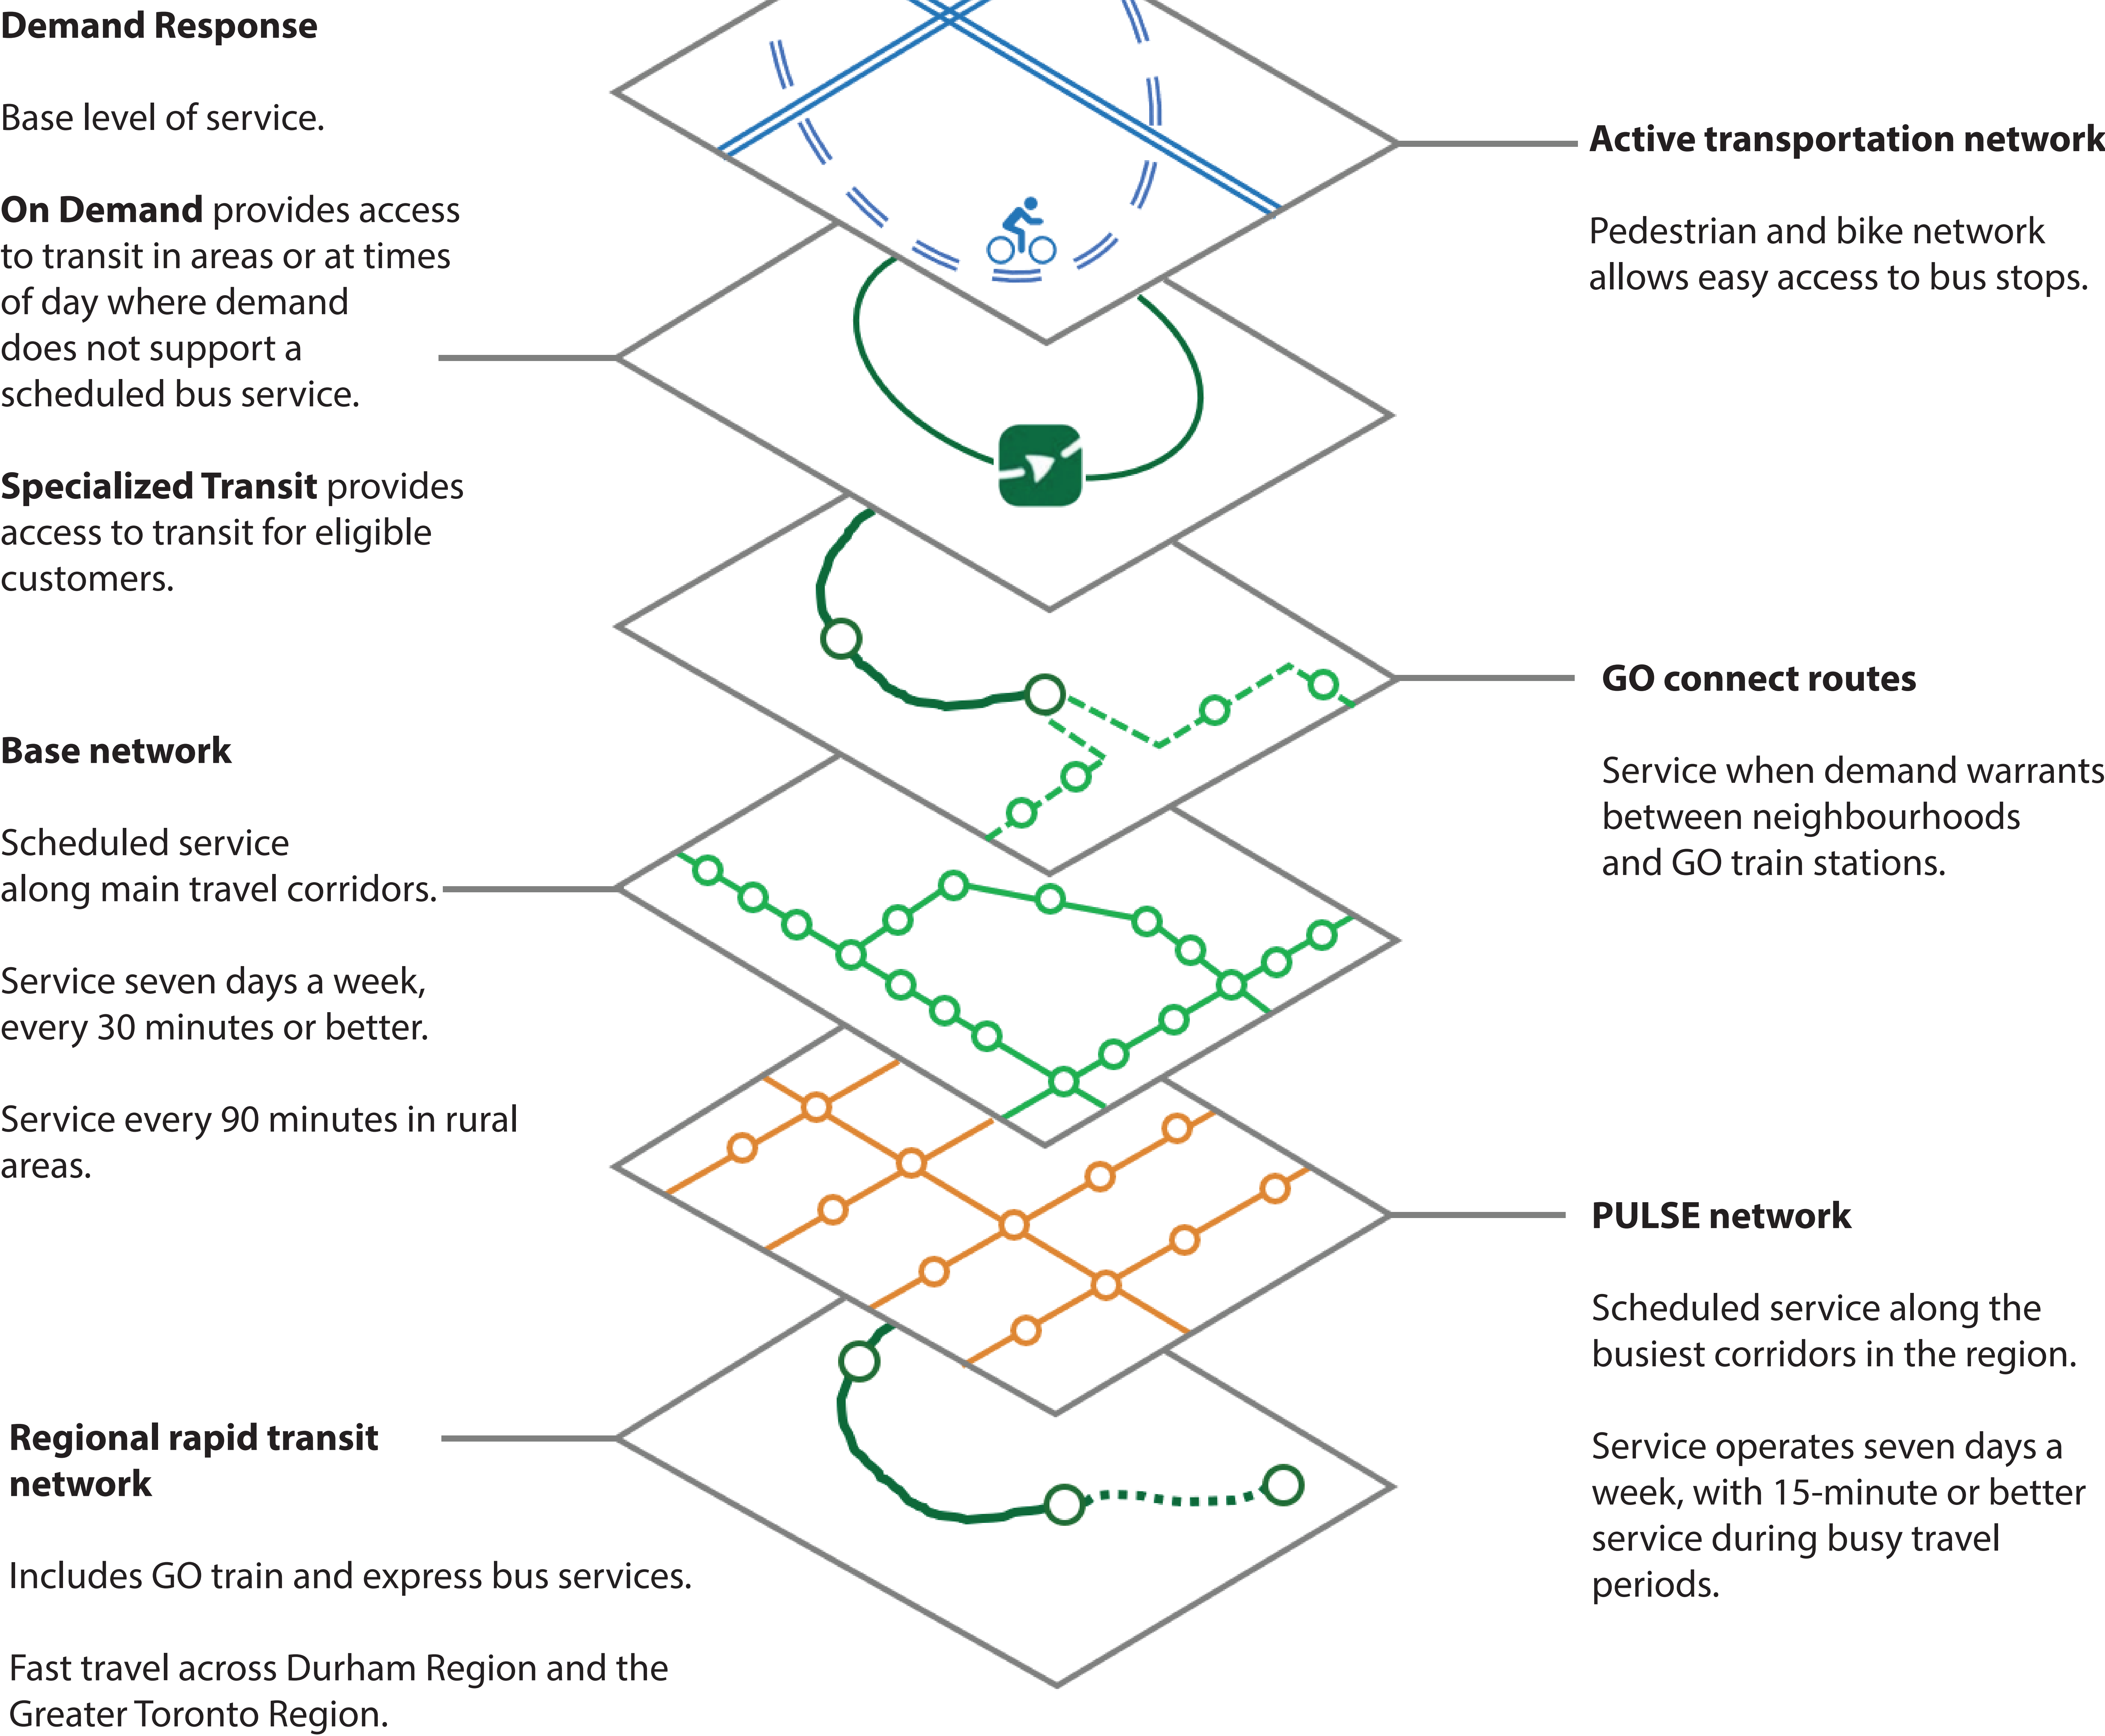 Demand Response
Base level of service.
On Demand provides access
to transit in areas or at times
of day where demand
does not support a
scheduled bus service.
Specialized Transit provides
access to transit for eligible
customers.
Active transportation network
Pedestrian and bike network
allows easy access to bus stops.
GO connect routes
Service when demand warrants
between neighbourhoods
and GO train stations.
Base network
Scheduled service
along main travel corridors.
Service seven days a week,
every 30 minutes or better.
Service every 90 minutes in rural
areas.
PULSE network
Scheduled service along the
busiest corridors in the region.
Service operates seven days a
week, with 15-minute or better
service during busy travel
periods.
Regional rapid transit
network
Includes GO train and express bus services.
Fast travel across Durham Region and the
Greater Toronto Region.